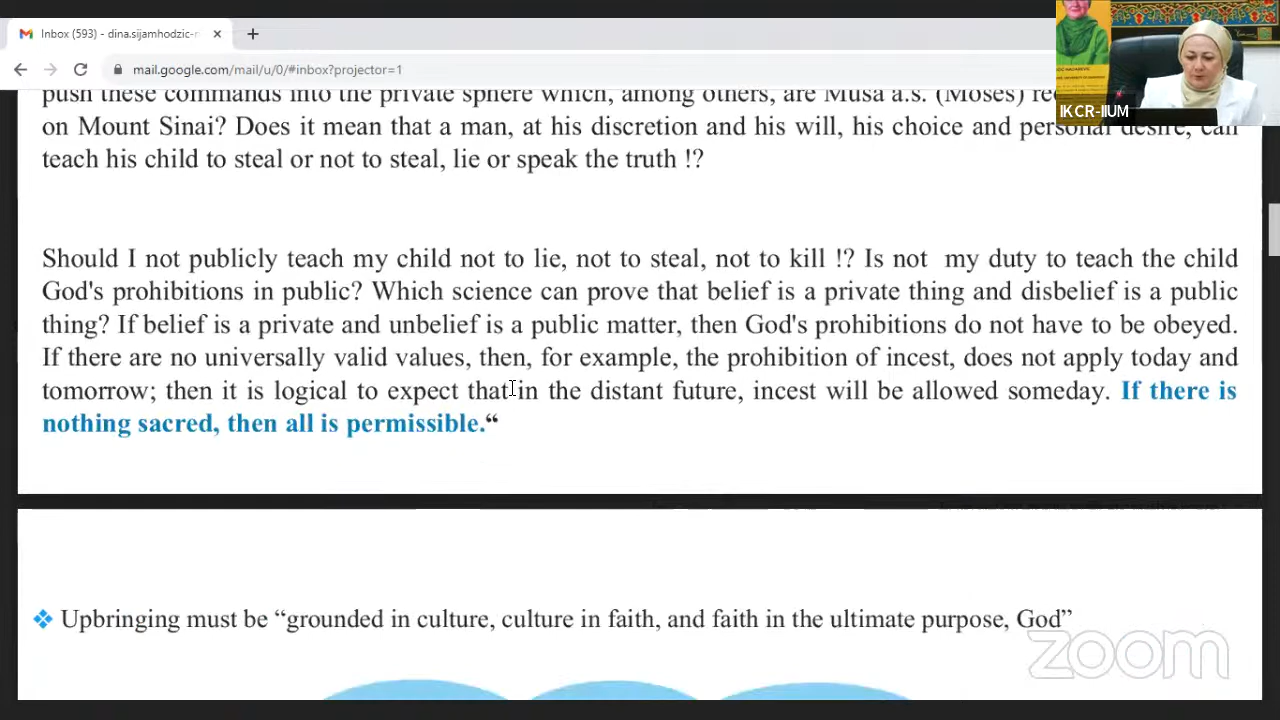 Inbox (593) - dina.sijamhodzic-
mail.google.com/mail/u/0/#inbox?projector=1
IKCR-IIUM
push these commands into the private sphere which, among others, are Musa a.s. (Moses)
on Mount Sinai? Does it mean that a man, at his discretion and his will, his choice and personal desire, can
teach his child to steal or not to steal, lie or speak the truth !?
Should I not publicly teach my child not to lie, not to steal, not to kill !? Is not my duty to teach the child
God's prohibitions in public? Which science can prove that belief is a private thing and disbelief is a public
thing? If belief is a private and unbelief is a public matter, then God's prohibitions do not have to be obeyed.
If there are no universally valid values, then, for example, the prohibition of incest, does not apply today and
tomorrow; then it is logical to expect that in the distant future, incest will be allowed someday. If there is
nothing sacred, then all is permissible.“
Upbringing must be “grounded in culture, culture in faith, and faith in the ultimate purpose, God”
zoom